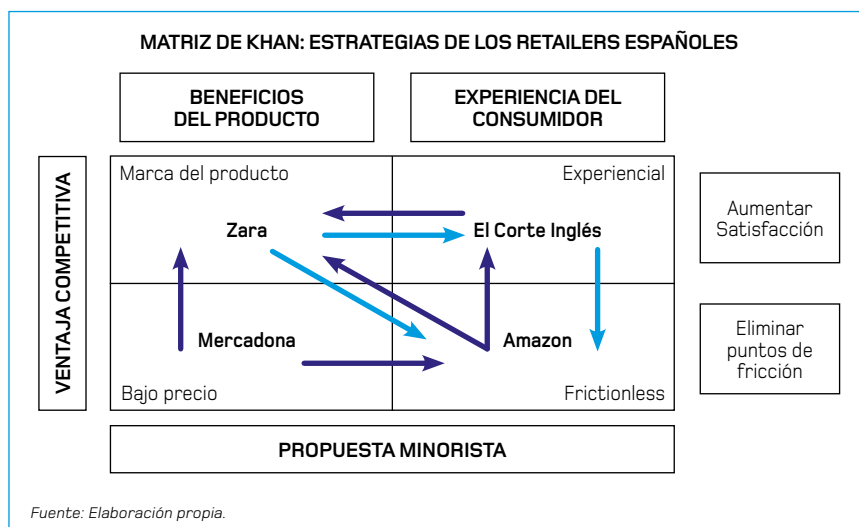 MATRIZ DE KHAN: ESTRATEGIAS DE LOS RETAILERS ESPAÑOLES
BENEFICIOS
DEL PRODUCTO
EXPERIENCIA DEL
CONSUMIDOR
VENTAJA COMPETITIVA
Marca del producto
Experiencial
Zara
El Corte Inglés
Aumentar
Satisfacción
Mercadona
Amazon
Bajo precio
Frictionless
Eliminar
puntos de
fricción
PROPUESTA MINORISTA
Fuente: Elaboración propia.